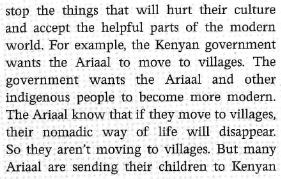 stop the things that will hurt their culture
and accept the helpful parts of the modern
world. For example, the Kenyan government
wants the Ariaal to move to villages. The
government wants the Ariaal and other
indigenous people to become more modern.
The Ariaal know that if they move to villages,
their nomadic way of life will disappear.
So they aren't moving to villages. But many
Ariaal are sending their children to Kenyan